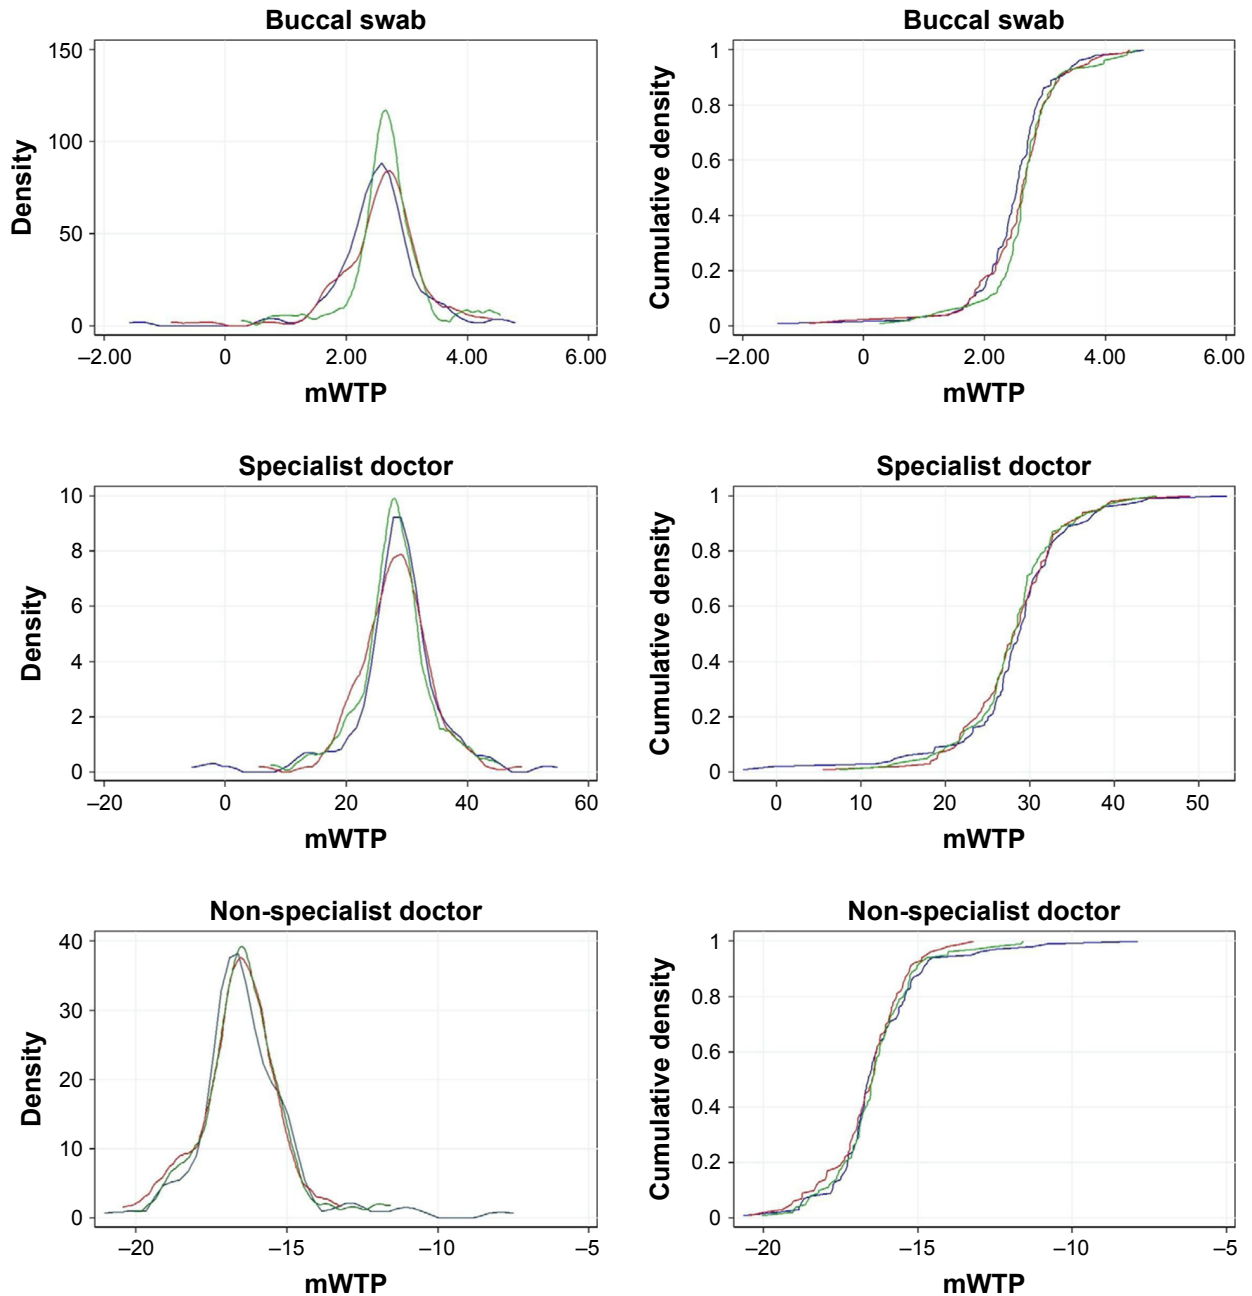 Buccal swab
150
100
50
0
Density
–2.00 0 2.00 4.00 6.00
mWTP
Buccal swab
1
0.8
0.6
0.4
0.2
0
Cumulative density
–2.00 0 2.00 4.00 6.00
mWTP
Specialist doctor
10
8
6
4
2
0
Density
–20 0 20 40 60
mWTP
Specialist doctor
1
0.8
0.6
0.4
0.2
0
Cumulative density
0 10 20 30 40 50
mWTP
Non-specialist doctor
40
30
20
10
0
Density
–20 –15 –10 –5
mWTP
Non-specialist doctor
1
0.8
0.6
0.4
0.2
0
Cumulative density
–20 –15 –10 –5
mWTP